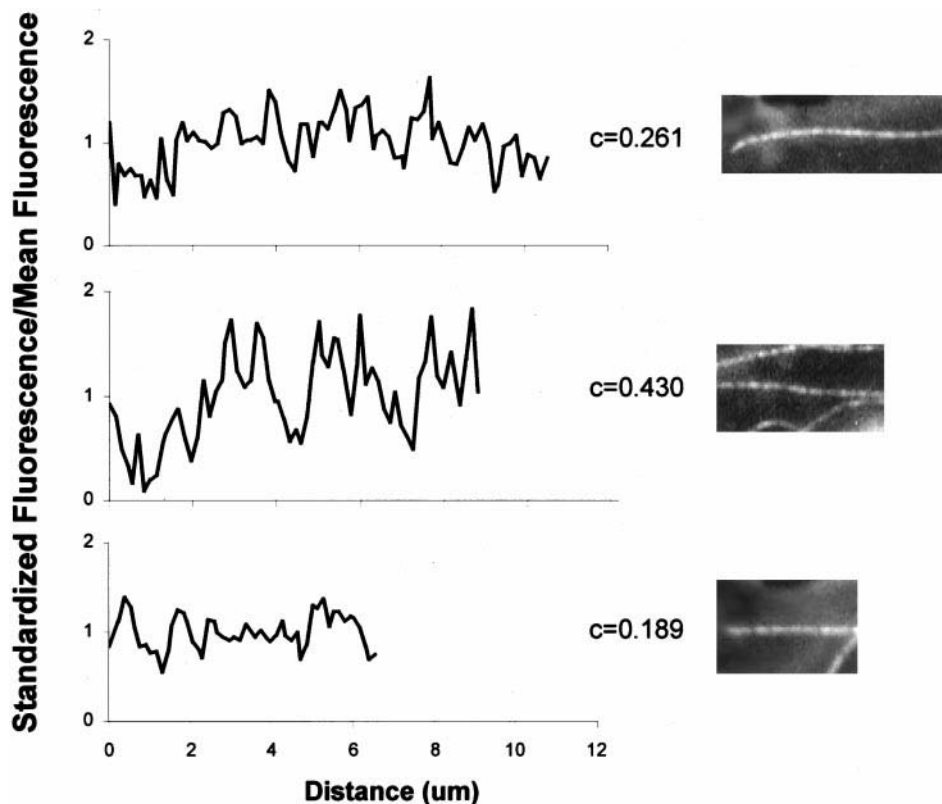 Standardized Fluorescence/Mean Fluorescence
2
1
0
c=0.261
2
1
0
c=0.430
2
1
0
c=0.189
0 2 4 6 8 10 12
Distance (um)